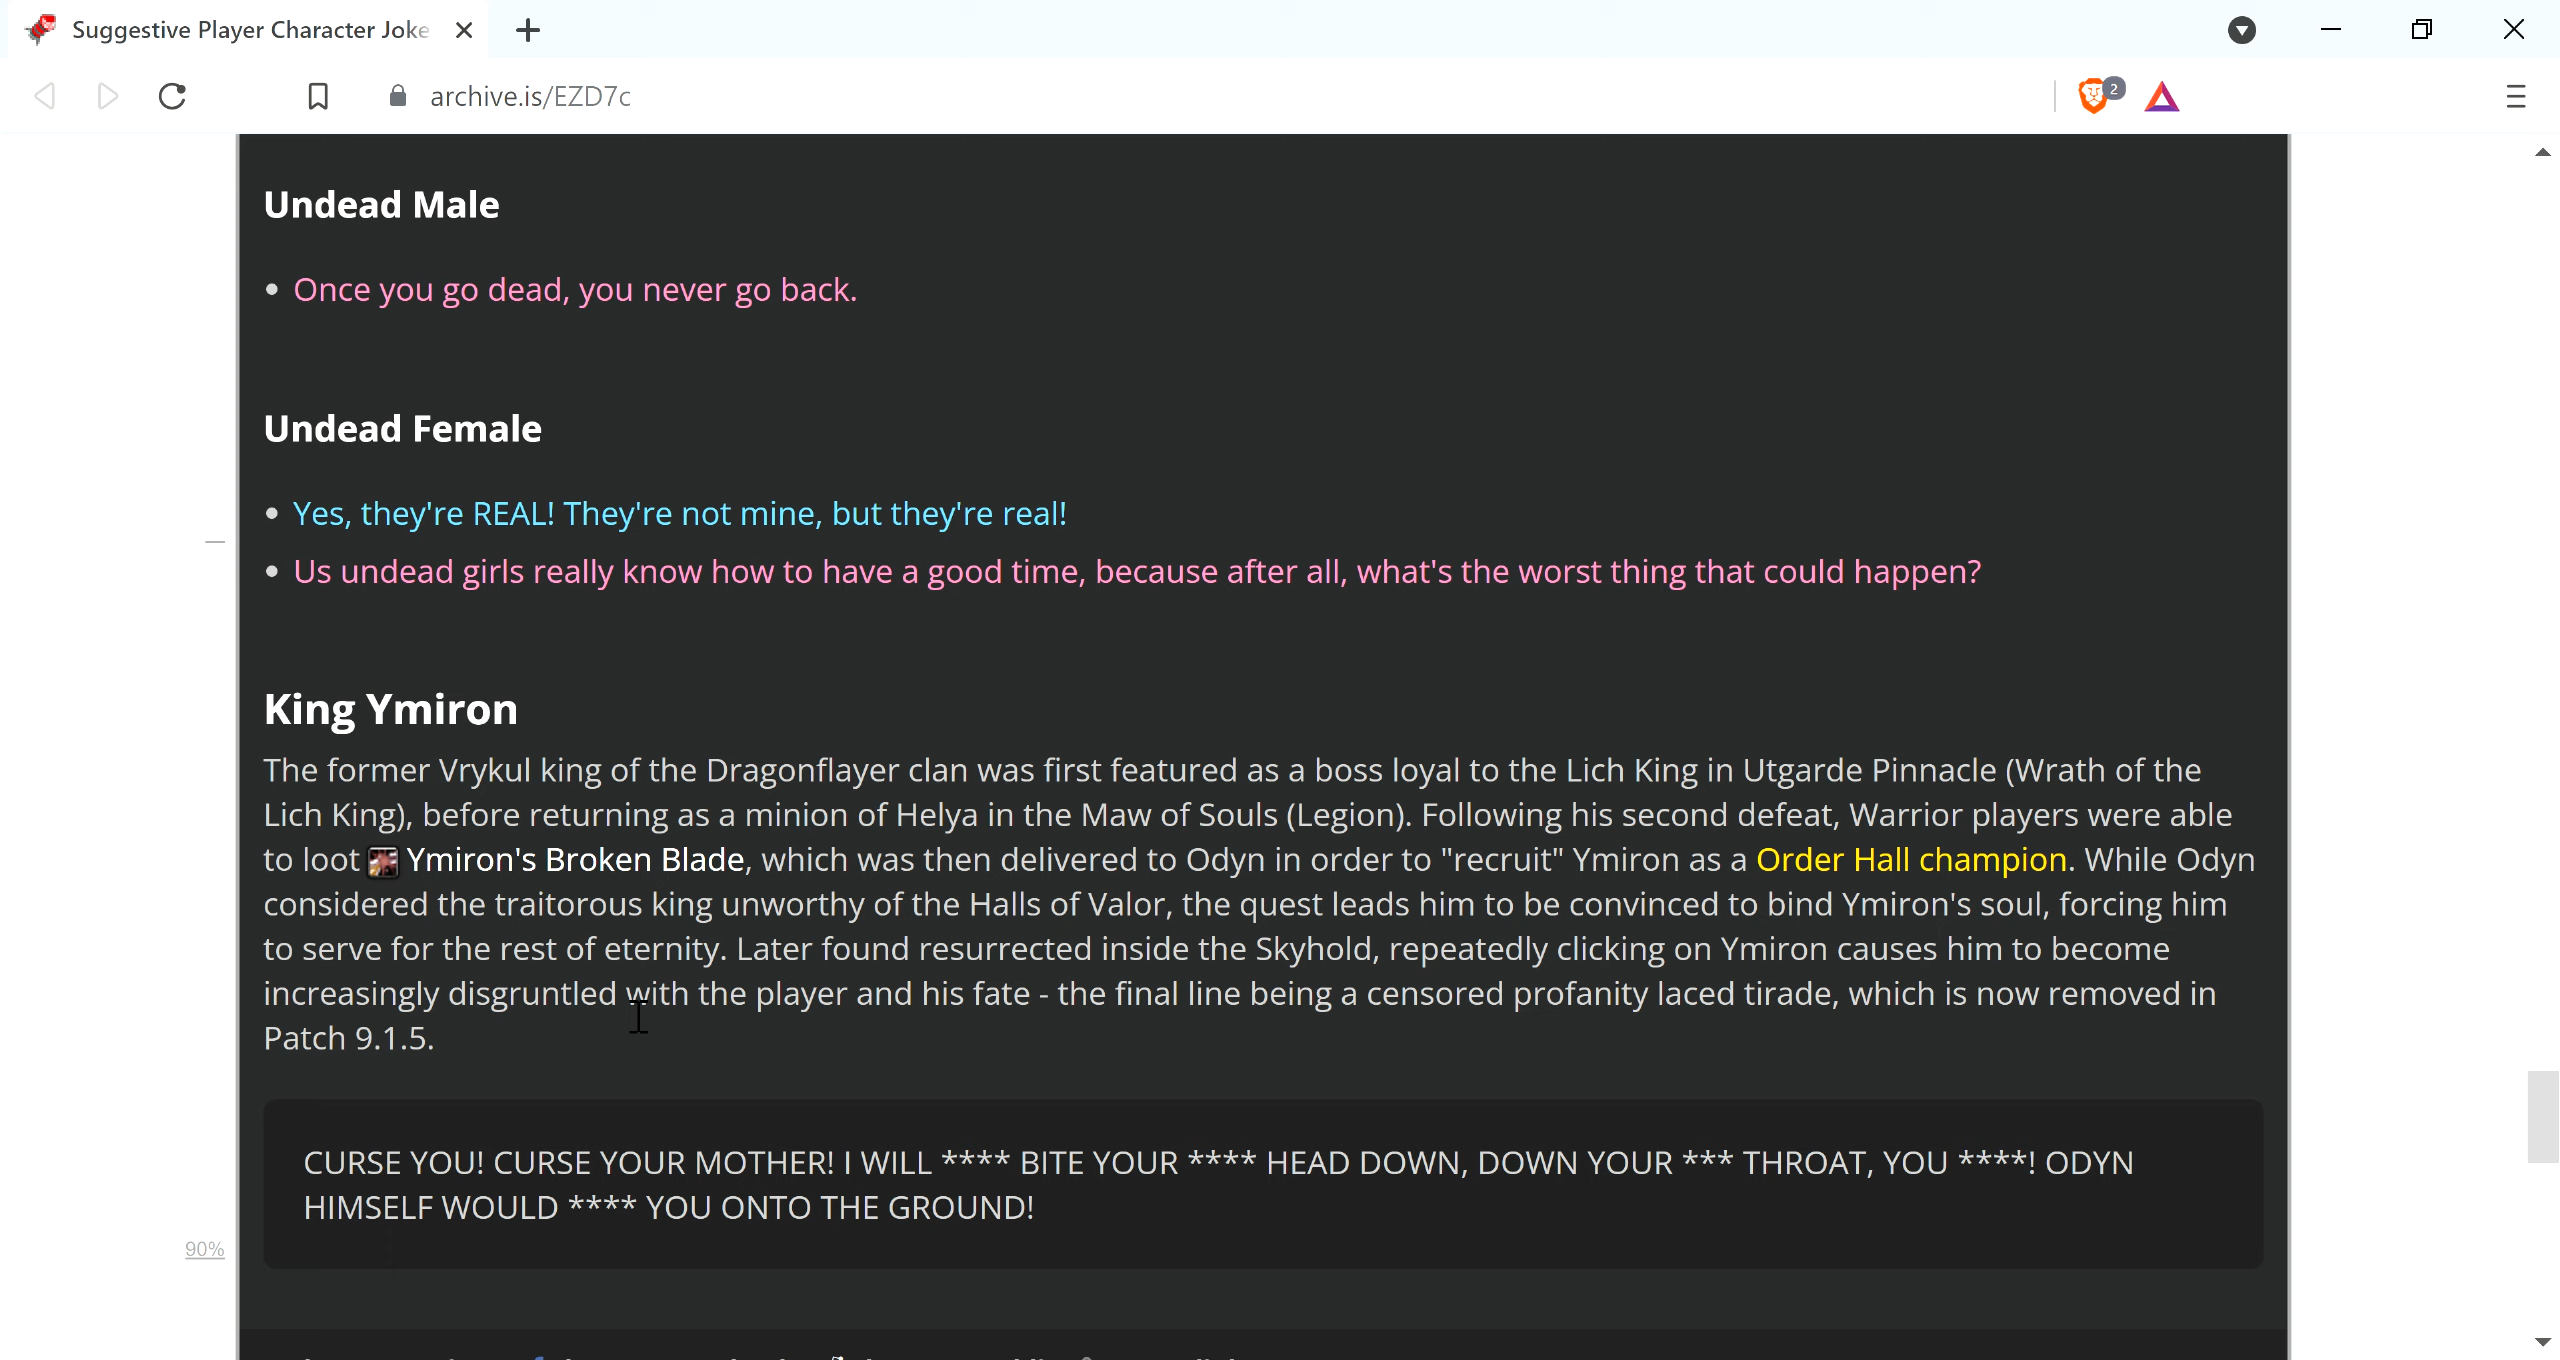 Suggestive Player Character Joke
archive.is/EZD7c
2
Undead Male
Once you go dead, you never go back.
Undead Female
Yes, they're REAL! They're not mine, but they're real!
Us undead girls really know how to have a good time, because after all, what's the worst thing that could happen?
King Ymiron
The former Vrykul king of the Dragonflayer clan was first featured as a boss loyal to the Lich King in Utgarde Pinnacle (Wrath of the
Lich King), before returning as a minion of Helya in the Maw of Souls (Legion). Following his second defeat, Warrior players were able
to loot Ymiron's Broken Blade, which was then delivered to Odyn in order to "recruit" Ymiron as a Order Hall champion. While Odyn
considered the traitorous king unworthy of the Halls of Valor, the quest leads him to be convinced to bind Ymiron's soul, forcing him
to serve for the rest of eternity. Later found resurrected inside the Skyhold, repeatedly clicking on Ymiron causes him to become
increasingly disgruntled with the player and his fate - the final line being a censored profanity laced tirade, which is now removed in
Patch 9.1.5.
CURSE YOU! CURSE YOUR MOTHER! I WILL **** BITE YOUR **** HEAD DOWN, DOWN YOUR *** THROAT, YOU ****! ODYN
HIMSELF WOULD **** YOU ONTO THE GROUND!
90%